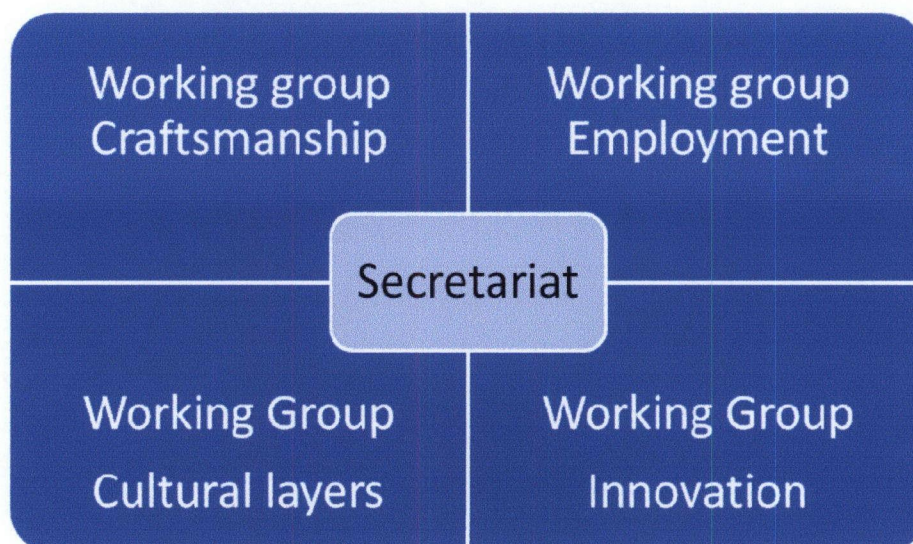 Working group
Craftsmanship
Working group
Employment
Secretariat
Working Group
Cultural layers
Working Group
Innovation